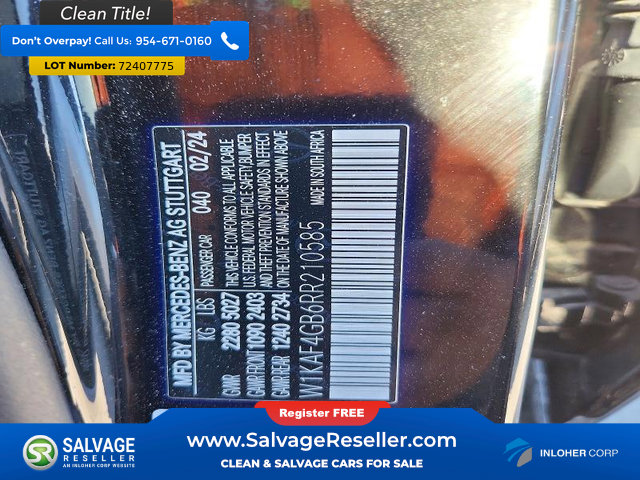 Clean Title!
Don't Overpay! Call Us: 954-671-0160
Lot Number: 72407775
MFD BY MERCEDES-BENZ AG STUTTGART
PASSENGER CAR 040 02/24
KG LBS
GVWR 2280 5027
GAWR FRONT 1090 2403
GAWR REAR 1240 2734
THIS VEHICLE CONFORMS TO ALL APPLICABLE
U.S. FEDERAL MOTOR VEHICLE SAFETY, BUMPER
AND THEFT PREVENTION STANDARDS IN EFFECT
ON THE DATE OF MANUFACTURE SHOWN ABOVE
W1KAF4GB6RR210585
MADE IN SOUTH AFRICA
Register FREE
www.SalvageReseller.com
CLEAN & SALVAGE CARS FOR SALE
SR
SALVAGE
RESELLER
AN INLOHER CORP WEBSITE
INLOHER CORP